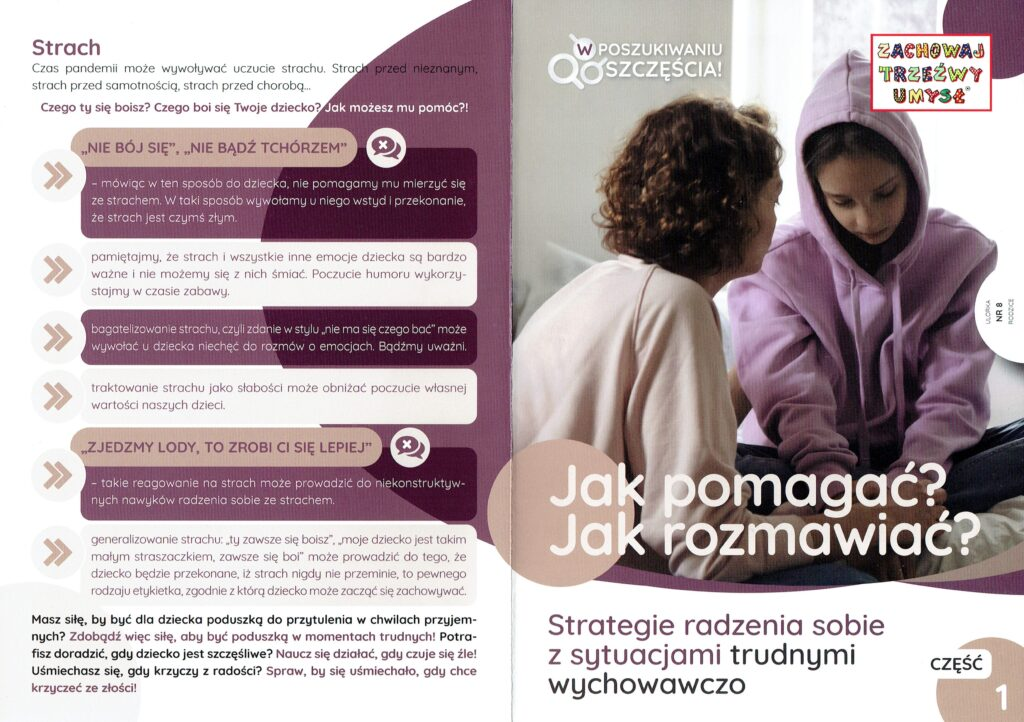 Strach
Czas pandemii może wywoływać uczucie strachu. Strach przed nieznanym,
strach przed samotnością, strach przed chorobą...
Czego ty się boisz? Czego boi się Twoje dziecko? Jak możesz mu pomóc?!
„NIE BÓJ SIĘ”, „NIE BĄDŹ TCHÓRZEM”
– mówiąc w ten sposób do dziecka, nie pomagamy mu mierzyć się
ze strachem. W taki sposób wywołamy u niego wstyd i przekonanie,
że strach jest czymś złym.
pamiętajmy, że strach i wszystkie inne emocje dziecka są bardzo
ważne i nie możemy się z nich śmiać. Poczucie humoru wykorzy-
stajmy w czasie zabawy.
bagatelizowanie strachu, czyli zdanie w stylu „nie ma się czego bać” może
wywołać u dziecka niechęć do rozmów o emocjach. Bądźmy uważni.
traktowanie strachu jako słabości może obniżać poczucie własnej
wartości naszych dzieci.
„ZJEDZMY LODY, TO ZROBI CI SIĘ LEPIEJ”
– takie reagowanie na strach może prowadzić do niekonstruktyw-
nych nawyków radzenia sobie ze strachem.
generalizowanie strachu: „ty zawsze się boisz”, „moje dziecko jest takim
małym straszaczkiem, zawsze się boi” może prowadzić do tego, że
dziecko będzie przekonane, iż strach nigdy nie przeminie, to pewnego
rodzaju etykietka, zgodnie z którą dziecko może zacząć się zachowywać.
Masz siłę, by być dla dziecka poduszką do przytulenia w chwilach przyjem-
nych? Zdobądź więc siłę, aby być poduszką w momentach trudnych! Potra-
fisz doradzić, gdy dziecko jest szczęśliwe? Naucz się działać, gdy czuje się źle!
Uśmiechasz się, gdy krzyczy z radości? Spraw, by się uśmiechało, gdy chce
krzyczeć ze złości!
W POSZUKIWANIU
SZCZĘŚCIA!
ZACHOWAJ
TRZEŹWY
UMYSŁ®
ULOTKA
NR 8
RODZICE
Jak pomagać?
Jak rozmawiać?
Strategie radzenia sobie
z sytuacjami trudnymi
wychowawczo
CZĘŚĆ
1